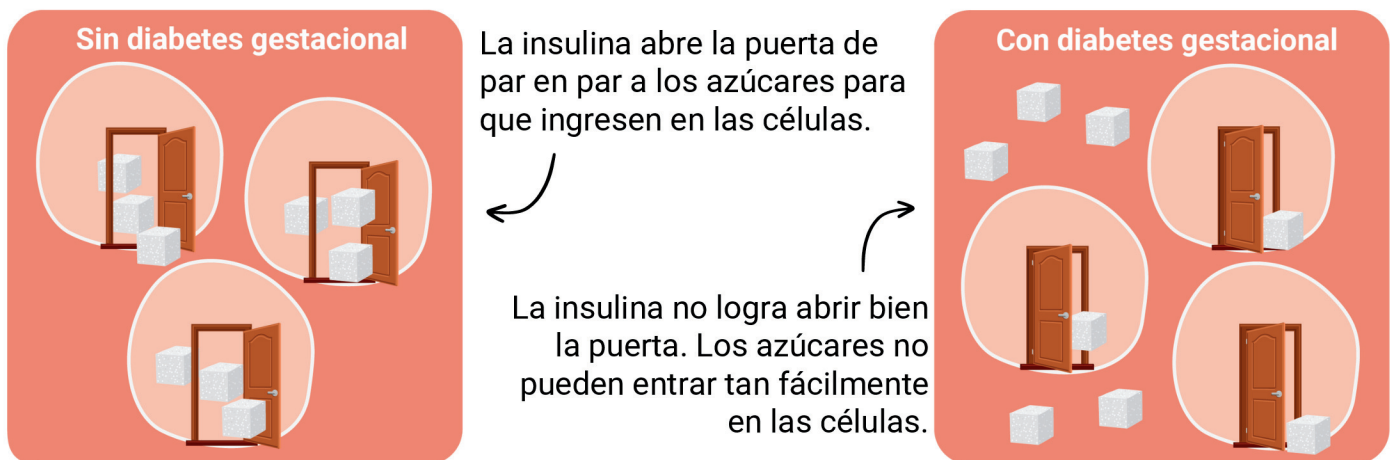 Sin diabetes gestacional
La insulina abre la puerta de
par en par a los azúcares para
que ingresen en las células.
Con diabetes gestacional
La insulina no logra abrir bien
la puerta. Los azúcares no
pueden entrar tan fácilmente
en las células.